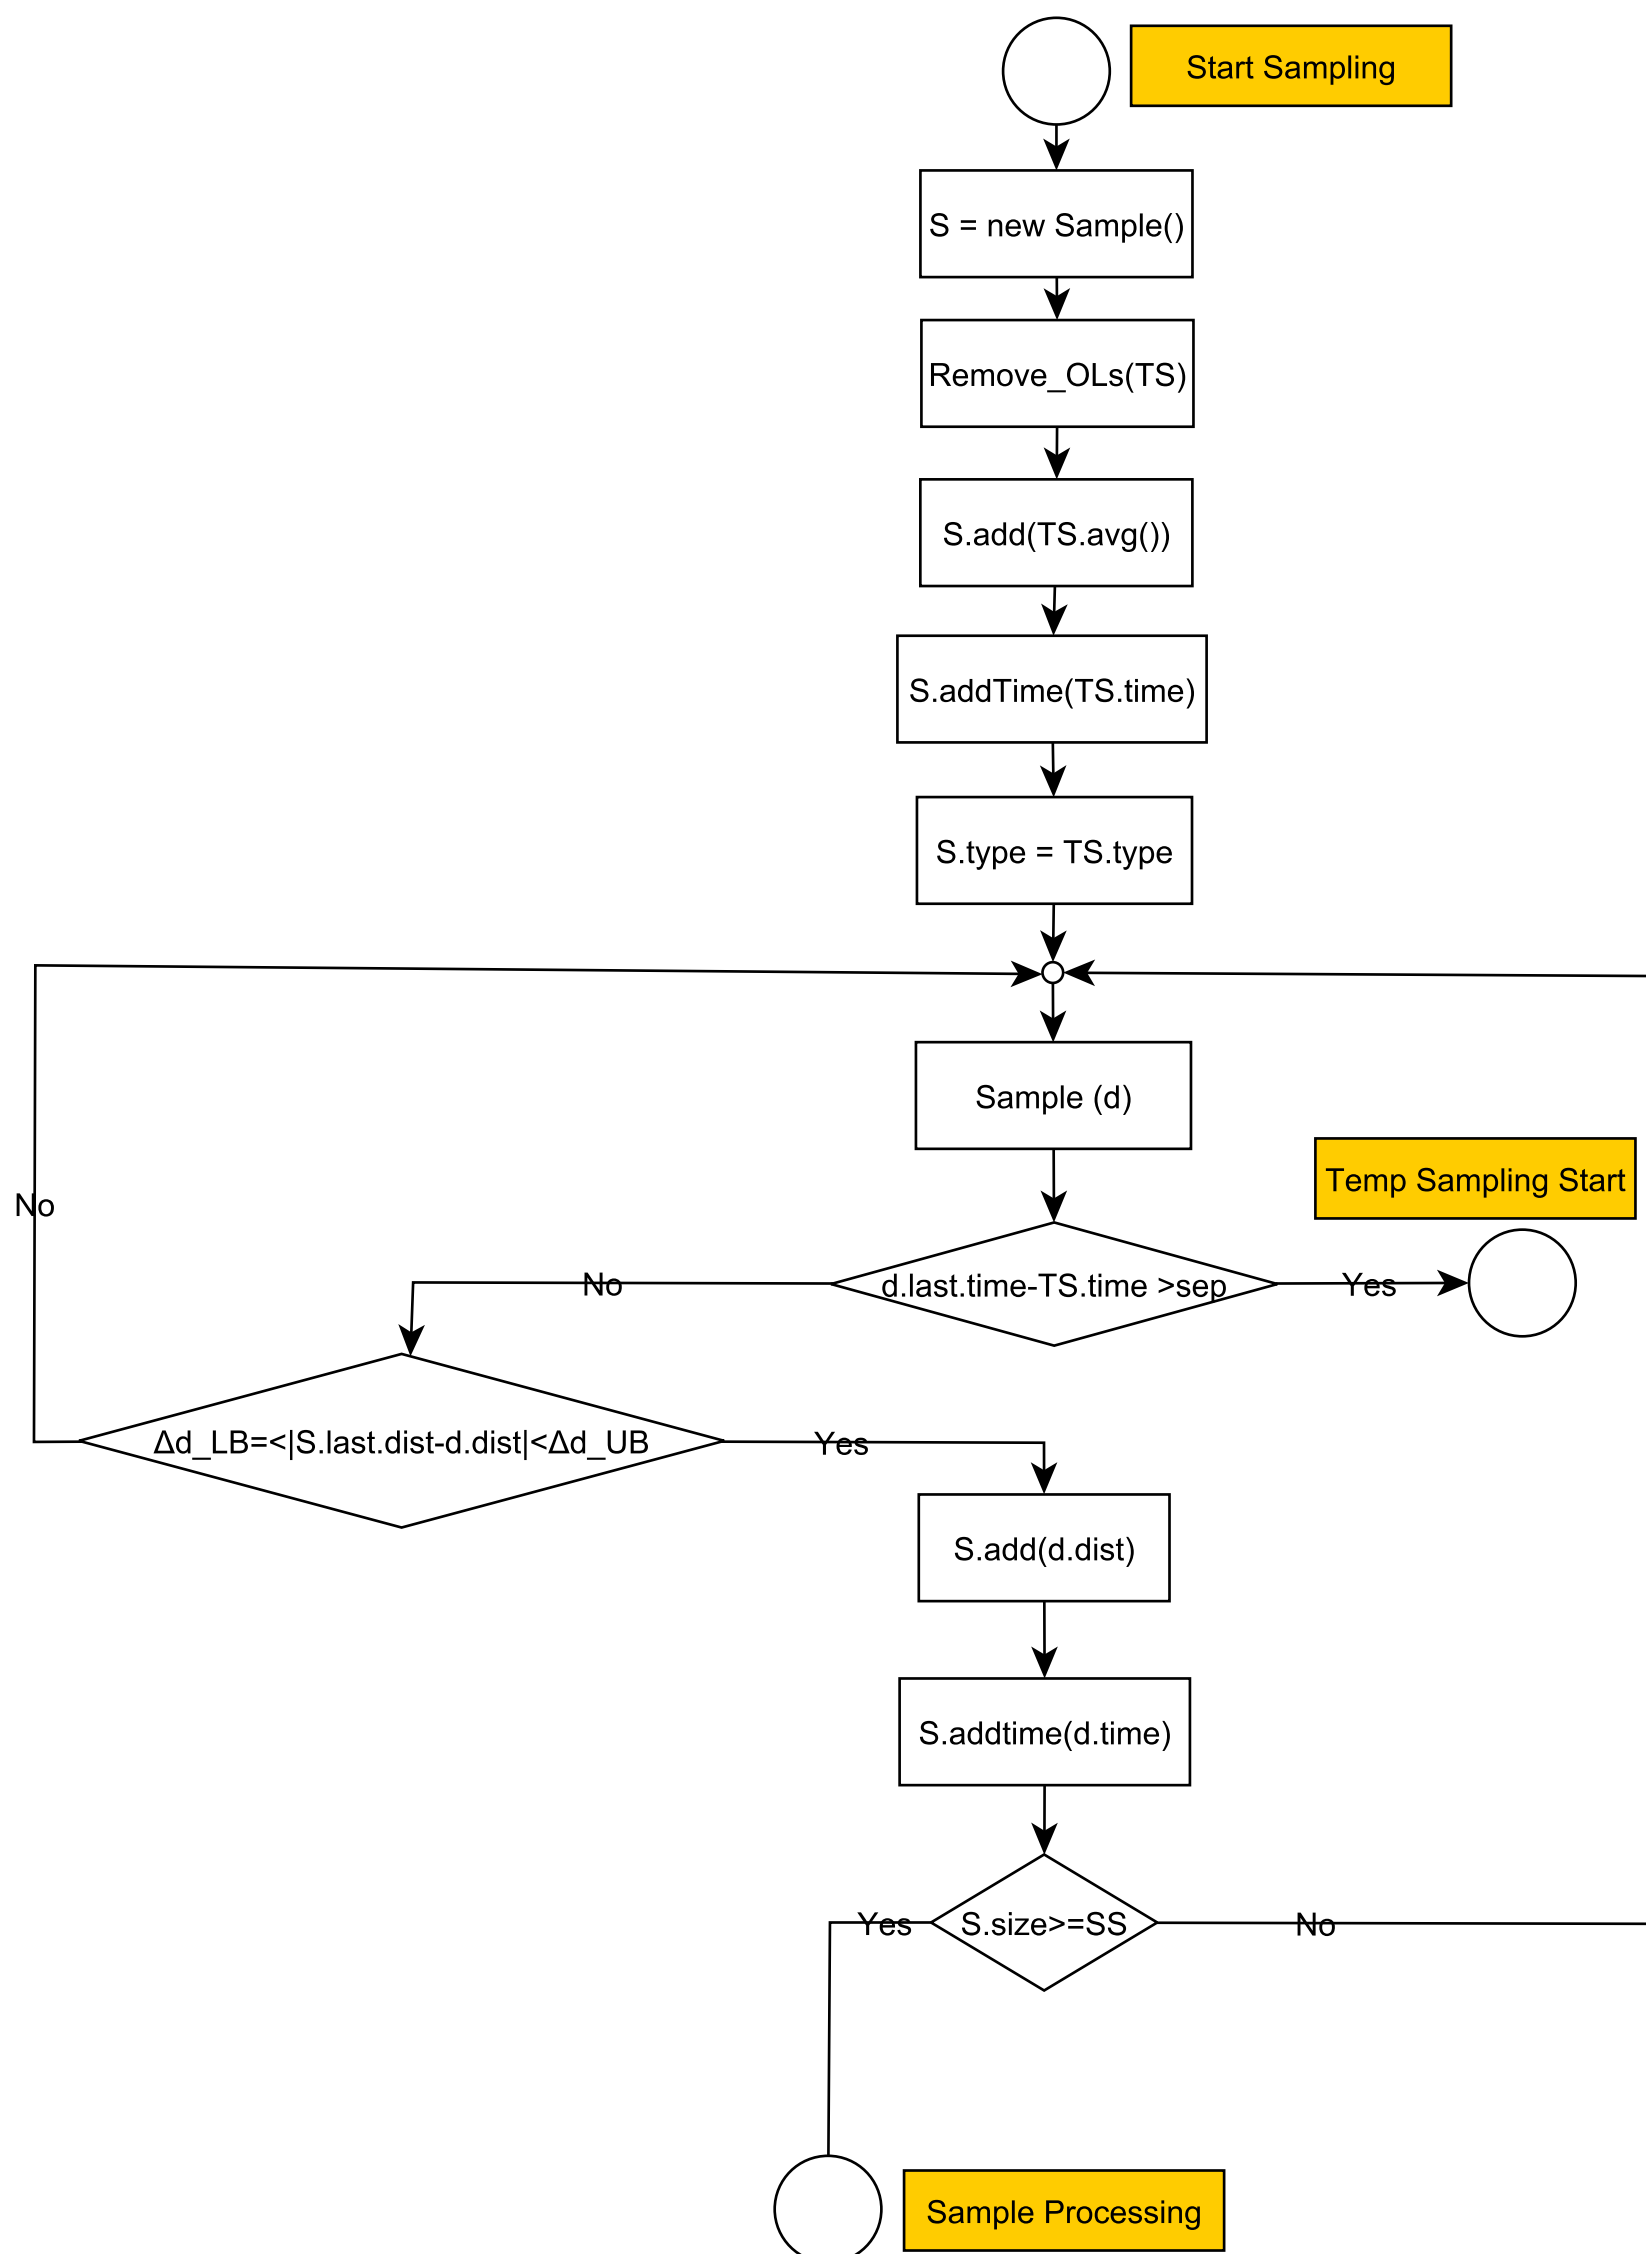 Start Sampling
S = new Sample()
Remove_OLs(TS)
S.add(TS.avg())
S.addTime(TS.time)
S.type = TS.type
Sample (d)
Temp Sampling Start
No
d.last.time-TS.time >sep
No
Yes
Δd_LB=<|S.last.dist-d.dist|<Δd_UB
Yes
S.add(d.dist)
S.addtime(d.time)
S.size>=SS
Yes
No
Sample Processing